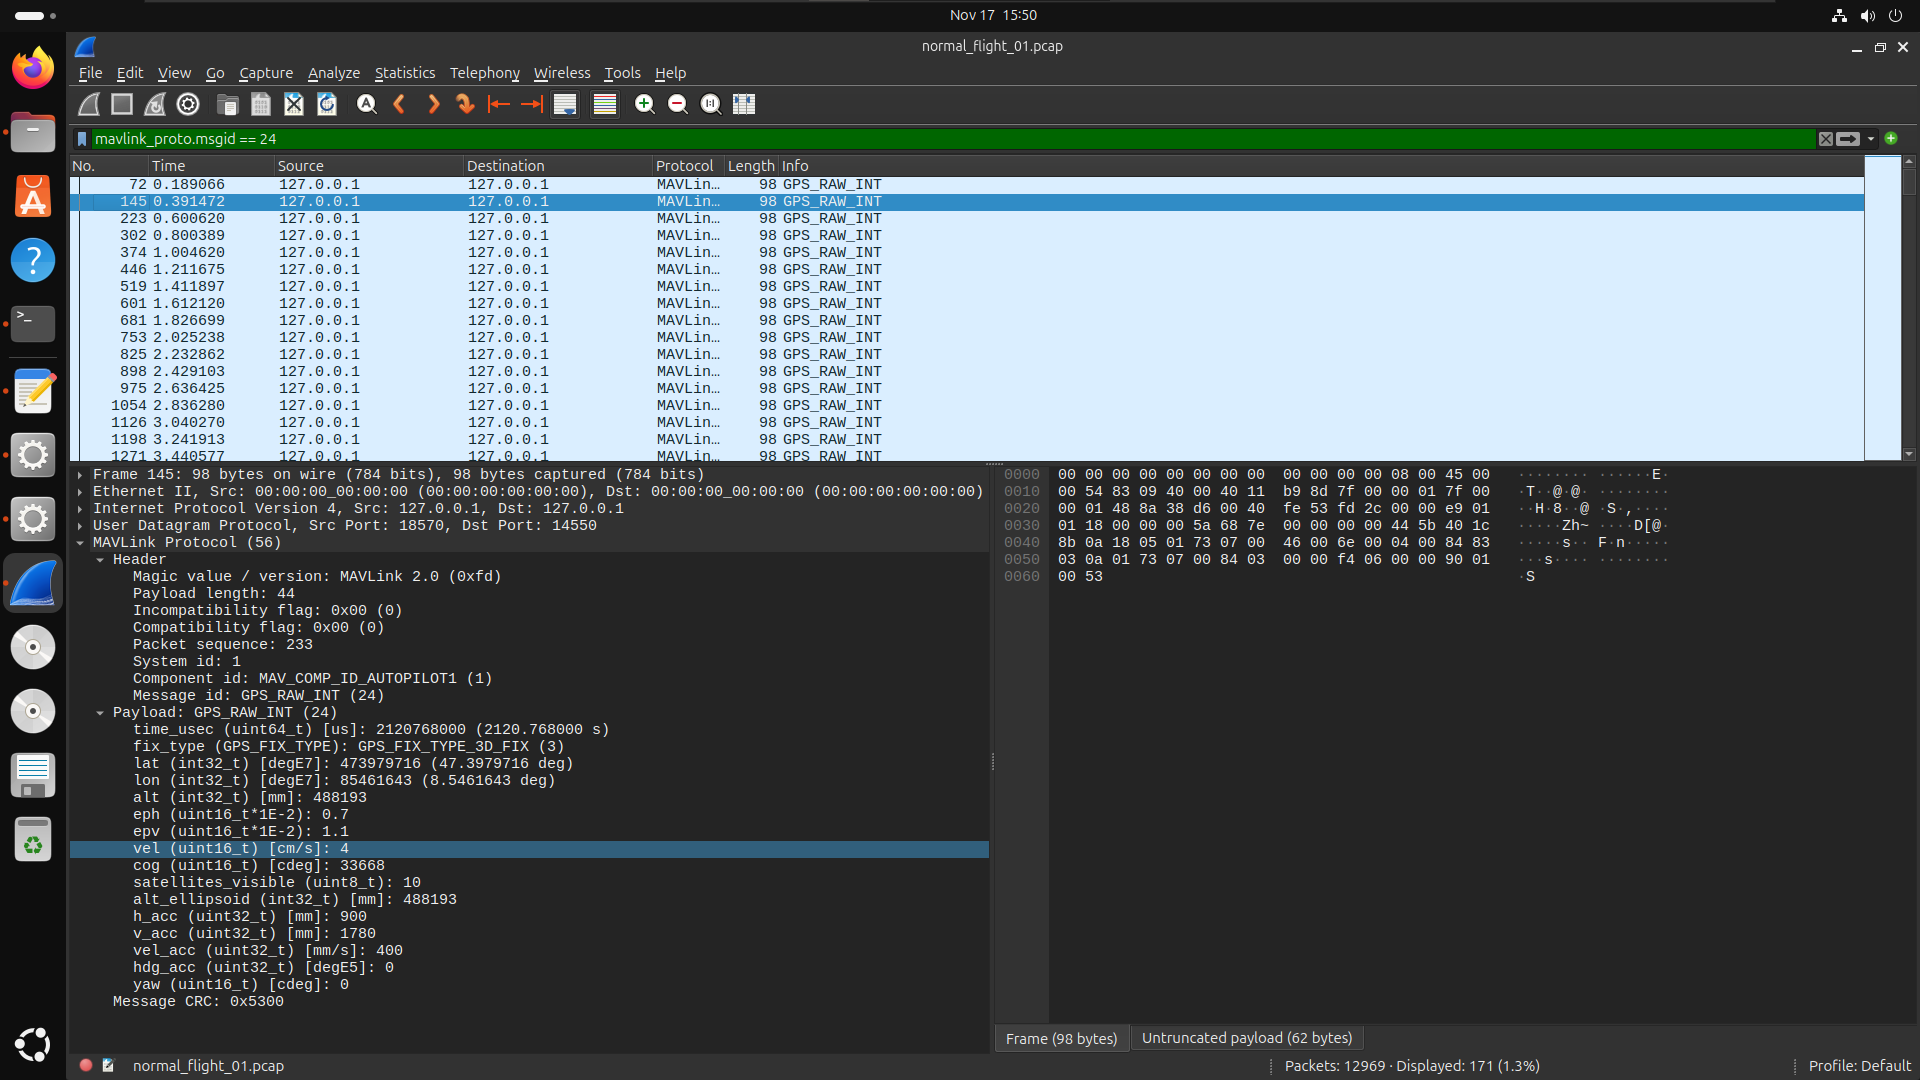 Nov 17 15:50
normal_flight_01.pcap
File Edit View Go Capture Analyze Statistics Telephony Wireless Tools Help
mavlink_proto.msgid == 24
No. Time Source Destination Protocol Length Info
72 0.189066 127.0.0.1 127.0.0.1 MAVLin… 98 GPS_RAW_INT
145 0.391472 127.0.0.1 127.0.0.1 MAVLin… 98 GPS_RAW_INT
223 0.600620 127.0.0.1 127.0.0.1 MAVLin… 98 GPS_RAW_INT
302 0.800389 127.0.0.1 127.0.0.1 MAVLin… 98 GPS_RAW_INT
374 1.004620 127.0.0.1 127.0.0.1 MAVLin… 98 GPS_RAW_INT
446 1.211675 127.0.0.1 127.0.0.1 MAVLin… 98 GPS_RAW_INT
519 1.411897 127.0.0.1 127.0.0.1 MAVLin… 98 GPS_RAW_INT
601 1.612120 127.0.0.1 127.0.0.1 MAVLin… 98 GPS_RAW_INT
681 1.826699 127.0.0.1 127.0.0.1 MAVLin… 98 GPS_RAW_INT
753 2.025238 127.0.0.1 127.0.0.1 MAVLin… 98 GPS_RAW_INT
825 2.232862 127.0.0.1 127.0.0.1 MAVLin… 98 GPS_RAW_INT
898 2.429103 127.0.0.1 127.0.0.1 MAVLin… 98 GPS_RAW_INT
975 2.636425 127.0.0.1 127.0.0.1 MAVLin… 98 GPS_RAW_INT
1054 2.836280 127.0.0.1 127.0.0.1 MAVLin… 98 GPS_RAW_INT
1126 3.040270 127.0.0.1 127.0.0.1 MAVLin… 98 GPS_RAW_INT
1198 3.241913 127.0.0.1 127.0.0.1 MAVLin… 98 GPS_RAW_INT
1271 3.440577 127.0.0.1 127.0.0.1 MAVLin… 98 GPS_RAW_INT
Frame 145: 98 bytes on wire (784 bits), 98 bytes captured (784 bits)
Ethernet II, Src: 00:00:00_00:00:00 (00:00:00:00:00:00), Dst: 00:00:00_00:00:00 (00:00:00:00:00:00)
Internet Protocol Version 4, Src: 127.0.0.1, Dst: 127.0.0.1
User Datagram Protocol, Src Port: 18570, Dst Port: 14550
MAVLink Protocol (56)
Header
Magic value / version: MAVLink 2.0 (0xfd)
Payload length: 44
Incompatibility flag: 0x00 (0)
Compatibility flag: 0x00 (0)
Packet sequence: 233
System id: 1
Component id: MAV_COMP_ID_AUTOPILOT1 (1)
Message id: GPS_RAW_INT (24)
Payload: GPS_RAW_INT (24)
time_usec (uint64_t) [us]: 2120768000 (2120.768000 s)
fix_type (GPS_FIX_TYPE): GPS_FIX_TYPE_3D_FIX (3)
lat (int32_t) [degE7]: 473979716 (47.3979716 deg)
lon (int32_t) [degE7]: 85461643 (8.5461643 deg)
alt (int32_t) [mm]: 488193
eph (uint16_t*1E-2): 0.7
epv (uint16_t*1E-2): 1.1
vel (uint16_t) [cm/s]: 4
cog (uint16_t) [cdeg]: 33668
satellites_visible (uint8_t): 10
alt_ellipsoid (int32_t) [mm]: 488193
h_acc (uint32_t) [mm]: 900
v_acc (uint32_t) [mm]: 1780
vel_acc (uint32_t) [mm/s]: 400
hdg_acc (uint32_t) [degE5]: 0
yaw (uint16_t) [cdeg]: 0
Message CRC: 0x5300
0000 00 00 00 00 00 00 00 00 00 00 00 00 08 00 45 00 ········ ······E·
0010 00 54 83 09 40 00 40 11 b9 8d 7f 00 00 01 7f 00 ·T··@·@· ········
0020 00 01 48 8a 38 d6 00 40 fe 53 fd 2c 00 00 e9 01 ··H·8··@ ·S·,····
0030 01 18 00 00 00 5a 68 7e 00 00 00 00 44 5b 40 1c ·····Zh~ ····D[@·
0040 8b 0a 18 05 01 73 07 00 46 00 6e 00 04 00 84 83 ·····s·· F·n·····
0050 03 0a 01 73 07 00 84 03 00 00 f4 06 00 00 90 01 ···s···· ········
0060 00 53 ·S
Frame (98 bytes) Untruncated payload (62 bytes)
normal_flight_01.pcap Packets: 12969 · Displayed: 171 (1.3%) Profile: Default